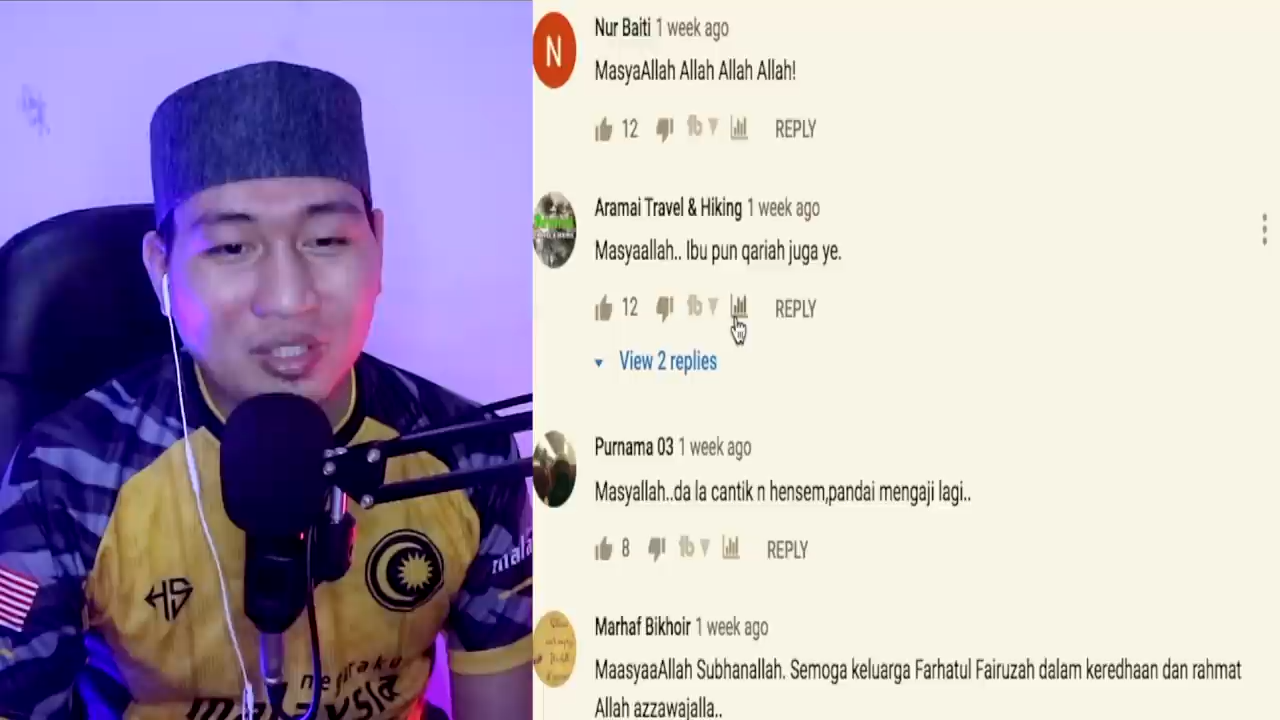 Nur Baiti 1 week ago
MasyaAllah Allah Allah Allah!
12 REPLY
Aramai Travel & Hiking 1 week ago
Masyaallah.. Ibu pun qariah juga ye.
12 REPLY
View 2 replies
Purnama 03 1 week ago
Masyallah..da la cantik n hensem,pandai mengaji lagi..
8 REPLY
Marhaf Bikhoir 1 week ago
MaasyaaAllah Subhanallah. Semoga keluarga Farhatul Fairuzah dalam keredhaan dan rahmat
Allah azzawajalla..
N
HS
negaraku
malaysia